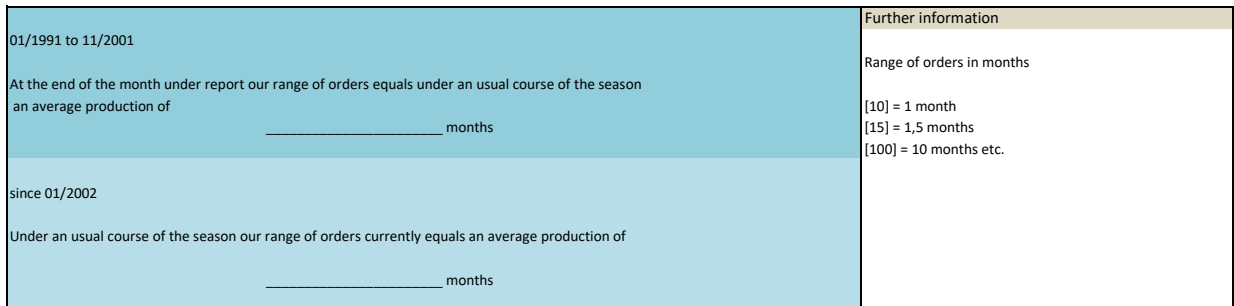 01/1991 to 11/2001
At the end of the month under report our range of orders equals under an usual course of the season
an average production of
_______________________ months
since 01/2002
Under an usual course of the season our range of orders currently equals an average production of
_______________________ months
Further information
Range of orders in months
[10] = 1 month
[15] = 1,5 months
[100] = 10 months etc.